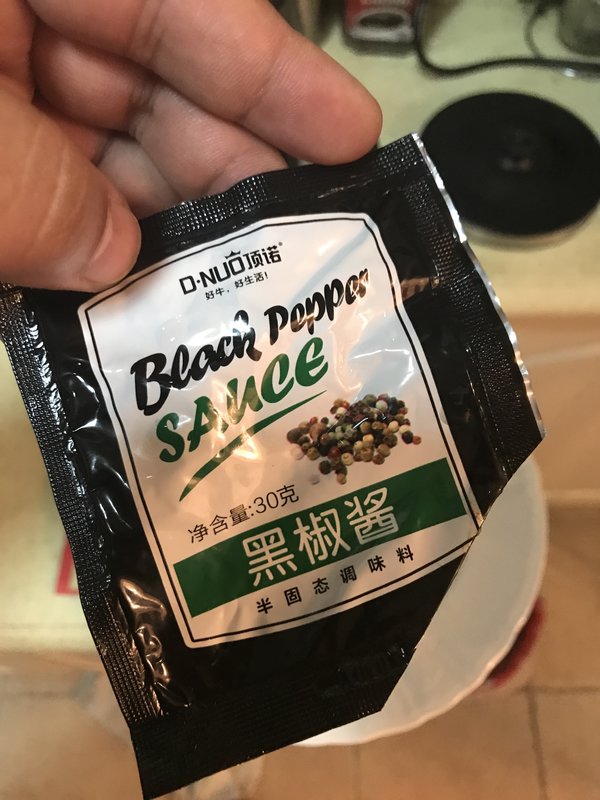 D·NUO顶诺®
好牛，好生活！
Black Pepper
SAUCE
净含量:30克
黑椒酱
半固态调味料